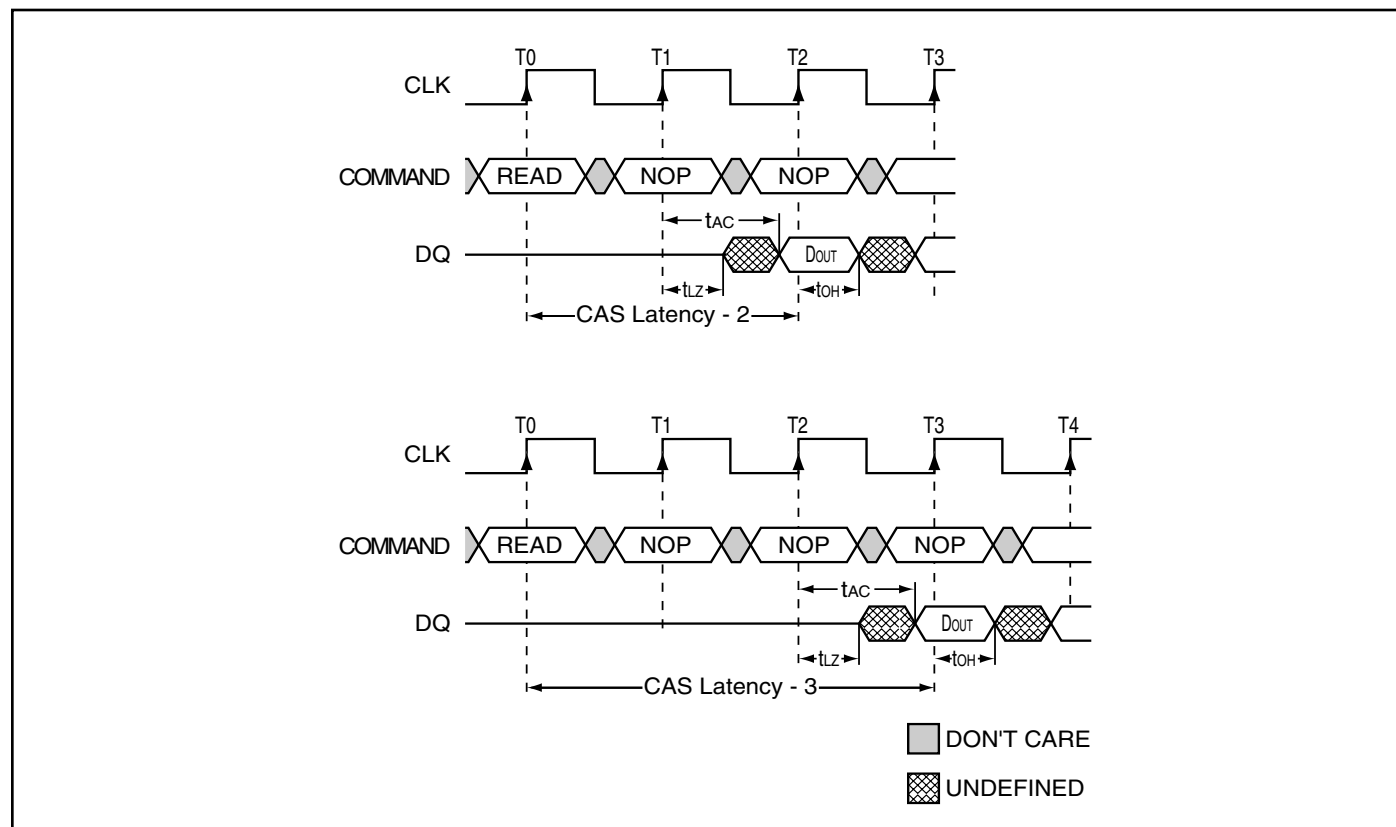 T0 T1 T2 T3
CLK
COMMAND READ NOP NOP
tAC
DQ DOUT
tLZ tOH
CAS Latency - 2
T0 T1 T2 T3 T4
CLK
COMMAND READ NOP NOP NOP
tAC
DQ DOUT
tLZ tOH
CAS Latency - 3
DON'T CARE
UNDEFINED